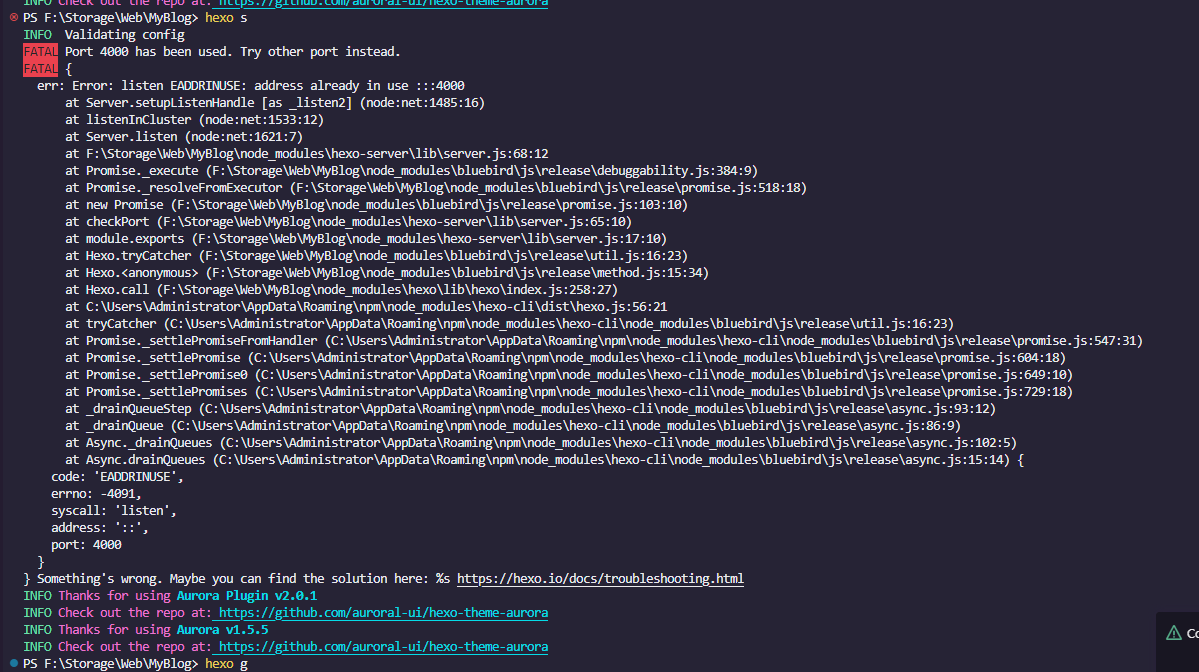 INFO Check out the repo at: https://github.com/auroral-ui/hexo-theme-aurora
PS F:\Storage\Web\MyBlog> hexo s
INFO  Validating config
FATAL Port 4000 has been used. Try other port instead.
FATAL {
  err: Error: listen EADDRINUSE: address already in use :::4000
      at Server.setupListenHandle [as _listen2] (node:net:1485:16)
      at listenInCluster (node:net:1533:12)
      at Server.listen (node:net:1621:7)
      at F:\Storage\Web\MyBlog\node_modules\hexo-server\lib\server.js:68:12
      at Promise._execute (F:\Storage\Web\MyBlog\node_modules\bluebird\js\release\debuggability.js:384:9)
      at Promise._resolveFromExecutor (F:\Storage\Web\MyBlog\node_modules\bluebird\js\release\promise.js:518:18)
      at new Promise (F:\Storage\Web\MyBlog\node_modules\bluebird\js\release\promise.js:103:10)
      at checkPort (F:\Storage\Web\MyBlog\node_modules\hexo-server\lib\server.js:65:10)
      at module.exports (F:\Storage\Web\MyBlog\node_modules\hexo-server\lib\server.js:17:10)
      at Hexo.tryCatcher (F:\Storage\Web\MyBlog\node_modules\bluebird\js\release\util.js:16:23)
      at Hexo.<anonymous> (F:\Storage\Web\MyBlog\node_modules\bluebird\js\release\method.js:15:34)
      at Hexo.call (F:\Storage\Web\MyBlog\node_modules\hexo\lib\hexo\index.js:258:27)
      at C:\Users\Administrator\AppData\Roaming\npm\node_modules\hexo-cli\dist\hexo.js:56:21
      at tryCatcher (C:\Users\Administrator\AppData\Roaming\npm\node_modules\hexo-cli\node_modules\bluebird\js\release\util.js:16:23)
      at Promise._settlePromiseFromHandler (C:\Users\Administrator\AppData\Roaming\npm\node_modules\hexo-cli\node_modules\bluebird\js\release\promise.js:547:31)
      at Promise._settlePromise (C:\Users\Administrator\AppData\Roaming\npm\node_modules\hexo-cli\node_modules\bluebird\js\release\promise.js:604:18)
      at Promise._settlePromise0 (C:\Users\Administrator\AppData\Roaming\npm\node_modules\hexo-cli\node_modules\bluebird\js\release\promise.js:649:10)
      at Promise._settlePromises (C:\Users\Administrator\AppData\Roaming\npm\node_modules\hexo-cli\node_modules\bluebird\js\release\promise.js:729:18)
      at _drainQueueStep (C:\Users\Administrator\AppData\Roaming\npm\node_modules\hexo-cli\node_modules\bluebird\js\release\async.js:93:12)
      at _drainQueue (C:\Users\Administrator\AppData\Roaming\npm\node_modules\hexo-cli\node_modules\bluebird\js\release\async.js:86:9)
      at Async._drainQueues (C:\Users\Administrator\AppData\Roaming\npm\node_modules\hexo-cli\node_modules\bluebird\js\release\async.js:102:5)
      at Async.drainQueues (C:\Users\Administrator\AppData\Roaming\npm\node_modules\hexo-cli\node_modules\bluebird\js\release\async.js:15:14) {
    code: 'EADDRINUSE',
    errno: -4091,
    syscall: 'listen',
    address: '::',
    port: 4000
  }
} Something's wrong. Maybe you can find the solution here: %s https://hexo.io/docs/troubleshooting.html
INFO Thanks for using Aurora Plugin v2.0.1
INFO Check out the repo at: https://github.com/auroral-ui/hexo-theme-aurora
INFO Thanks for using Aurora v1.5.5
INFO Check out the repo at: https://github.com/auroral-ui/hexo-theme-aurora
PS F:\Storage\Web\MyBlog> hexo g